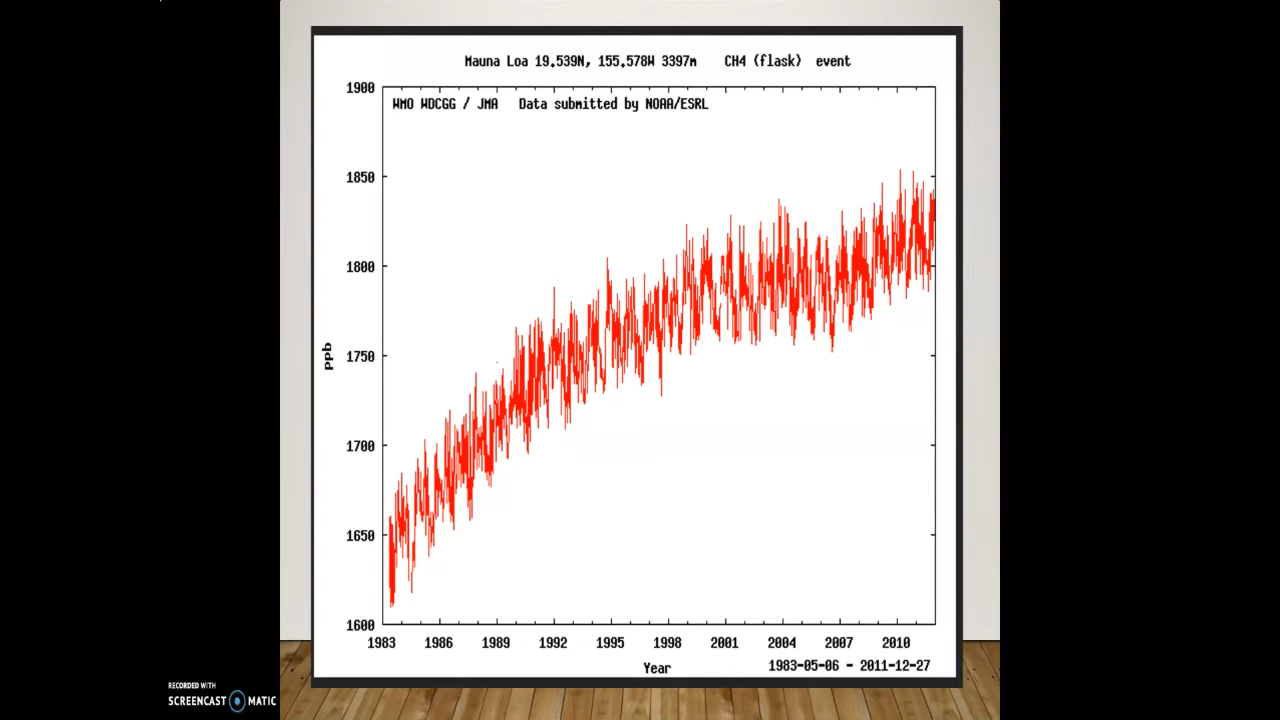 Mauna Loa 19.539N, 155.578W 3397m CH4 (flask) event
1900
WMO WDCGG / JMA Data submitted by NOAA/ESRL
1850
1800
1750
ppb
1700
1650
1600
1983 1986 1989 1992 1995 1998 2001 2004 2007 2010
Year
1983-05-06 - 2011-12-27
RECORDED WITH
SCREENCAST MATIC